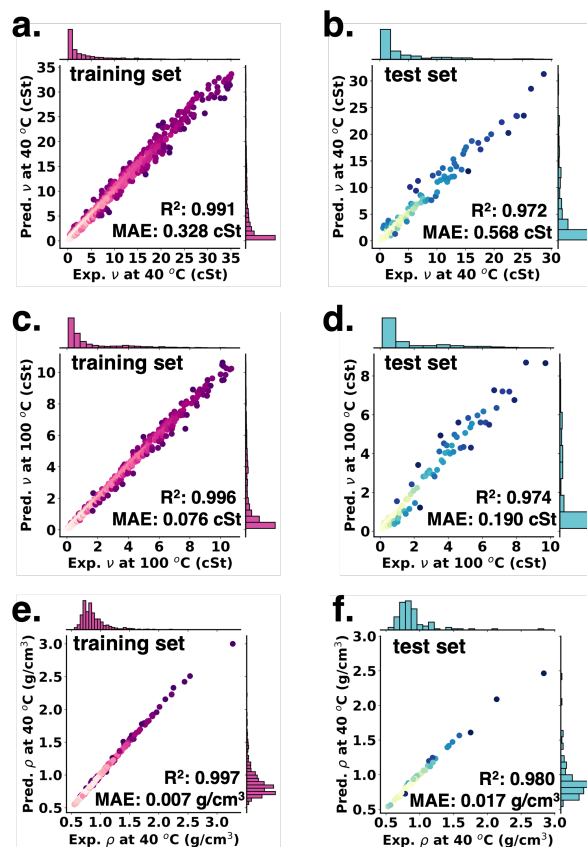 a.
training set
Pred. ν at 40 °C (cSt)
35
30
25
20
15
10
5
0
R²: 0.991
MAE: 0.328 cSt
0 5 10 15 20 25 30 35
Exp. ν at 40 °C (cSt)
b.
test set
Pred. ν at 40 °C (cSt)
30
25
20
15
10
5
0
R²: 0.972
MAE: 0.568 cSt
0 5 10 15 20 25 30
Exp. ν at 40 °C (cSt)
c.
training set
Pred. ν at 100 °C (cSt)
10
8
6
4
2
0
R²: 0.996
MAE: 0.076 cSt
0 2 4 6 8 10
Exp. ν at 100 °C (cSt)
d.
test set
Pred. ν at 100 °C (cSt)
8
6
4
2
0
R²: 0.974
MAE: 0.190 cSt
0 2 4 6 8 10
Exp. ν at 100 °C (cSt)
e.
training set
Pred. ρ at 40 °C (g/cm³)
3.0
2.5
2.0
1.5
1.0
0.5
R²: 0.997
MAE: 0.007 g/cm³
0.5 1.0 1.5 2.0 2.5 3.0
Exp. ρ at 40 °C (g/cm³)
f.
test set
Pred. ρ at 40 °C (g/cm³)
3.0
2.5
2.0
1.5
1.0
0.5
R²: 0.980
MAE: 0.017 g/cm³
0.5 1.0 1.5 2.0 2.5 3.0
Exp. ρ at 40 °C (g/cm³)